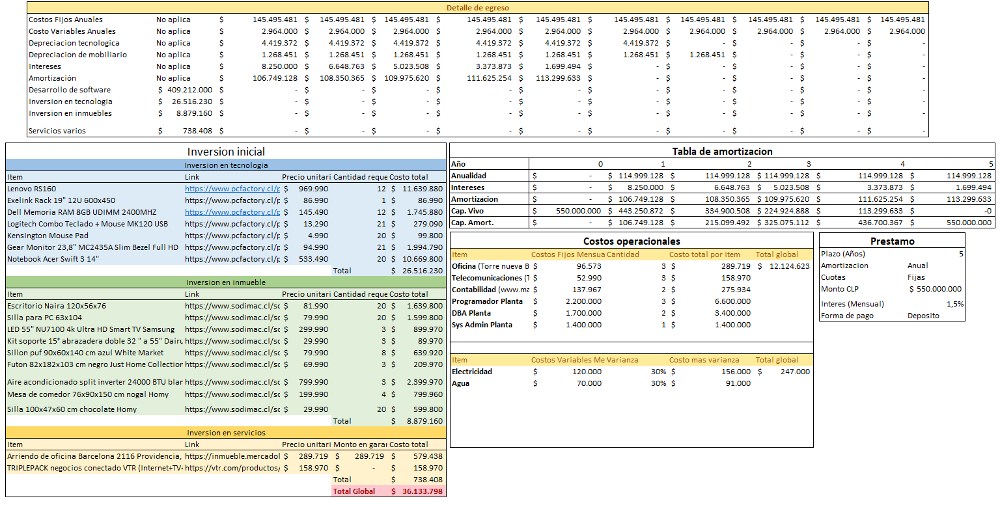 Detalle de egreso
Costos Fijos Anuales No aplica $ 145.495.481 $ 145.495.481 $ 145.495.481 $ 145.495.481 $ 145.495.481 $ 145.495.481 $ 145.495.481 $ 145.495.481 $ 145.495.481 $ 145.495.481
Costo Variables Anuales No aplica $ 2.964.000 $ 2.964.000 $ 2.964.000 $ 2.964.000 $ 2.964.000 $ 2.964.000 $ 2.964.000 $ 2.964.000 $ 2.964.000 $ 2.964.000
Depreciacion tecnologica No aplica $ 4.419.372 $ 4.419.372 $ 4.419.372 $ 4.419.372 $ 4.419.372 $ 4.419.372 $ - $ - $ - $ -
Depreciacion de mobiliario No aplica $ 1.268.451 $ 1.268.451 $ 1.268.451 $ 1.268.451 $ 1.268.451 $ 1.268.451 $ 1.268.451 $ - $ - $ -
Intereses No aplica $ 8.250.000 $ 6.648.763 $ 5.023.508 $ 3.373.873 $ 1.699.494 $ - $ - $ - $ - $ -
Amortización No aplica $ 106.749.128 $ 108.350.365 $ 109.975.620 $ 111.625.254 $ 113.299.633 $ - $ - $ - $ - $ -
Desarrollo de software $ 409.212.000 $ - $ - $ - $ - $ - $ - $ - $ - $ - $ -
Inversion en tecnologia $ 26.516.230 $ - $ - $ - $ - $ - $ - $ - $ - $ - $ -
Inversion en inmuebles $ 8.879.160 $ - $ - $ - $ - $ - $ - $ - $ - $ - $ -
Servicios varios $ 738.408 $ - $ - $ - $ - $ - $ - $ - $ - $ - $ -
Inversion inicial
Inversion en tecnologia
Item Link Precio unitari Cantidad reque Costo total
Lenovo RS160 https://www.pcfactory.cl/p $ 969.990 12 $ 11.639.880
Exelink Rack 19" 12U 600x450 https://www.pcfactory.cl/p $ 86.990 1 $ 86.990
Dell Memoria RAM 8GB UDIMM 2400MHZ https://www.pcfactory.cl/p $ 145.490 12 $ 1.745.880
Logitech Combo Teclado + Mouse MK120 USB https://www.pcfactory.cl/p $ 13.290 21 $ 279.090
Kensington Mouse Pad https://www.pcfactory.cl/p $ 4.990 20 $ 99.800
Gear Monitor 23,8" MC2435A Slim Bezel Full HD https://www.pcfactory.cl/p $ 94.990 21 $ 1.994.790
Notebook Acer Swift 3 14" https://www.pcfactory.cl/p $ 533.490 20 $ 10.669.800
Total $ 26.516.230
Inversion en inmueble
Item Link Precio unitari Cantidad reque Costo total
Escritorio Naira 120x56x76 https://www.sodimac.cl/sc $ 81.990 20 $ 1.639.800
Silla para PC 63x104 https://www.sodimac.cl/sc $ 79.990 20 $ 1.599.800
LED 55" NU7100 4k Ultra HD Smart TV Samsung https://www.sodimac.cl/sc $ 299.990 3 $ 899.970
Kit soporte 15° abrazadera doble 32 " a 55" Dairu https://www.sodimac.cl/sc $ 29.990 3 $ 89.970
Sillon puf 90x60x140 cm azul White Market https://www.sodimac.cl/sc $ 79.990 8 $ 639.920
Futon 82x182x103 cm negro Just Home Collection https://www.sodimac.cl/sc $ 69.990 3 $ 209.970
Aire acondicionado split inverter 24000 BTU blan https://www.sodimac.cl/sc $ 799.990 3 $ 2.399.970
Mesa de comedor 76x90x150 cm nogal Homy https://www.sodimac.cl/sc $ 199.990 4 $ 799.960
Silla 100x47x60 cm chocolate Homy https://www.sodimac.cl/sc $ 29.990 20 $ 599.800
Total $ 8.879.160
Inversion en servicios
Item Link Precio unitari Monto en garan Costo total
Arriendo de oficina Barcelona 2116 Providencia, https://inmueble.mercadol $ 289.719 $ 289.719 $ 579.438
TRIPLEPACK negocios conectado VTR (Internet+TV- https://vtr.com/productos/ $ 158.970 $ - $ 158.970
Total $ 738.408
Total Global $ 36.133.798
Tabla de amortizacion
Año 0 1 2 3 4 5
Anualidad $ - $ 114.999.128 $ 114.999.128 $ 114.999.128 $ 114.999.128 $ 114.999.128
Intereses $ - $ 8.250.000 $ 6.648.763 $ 5.023.508 $ 3.373.873 $ 1.699.494
Amortizacion $ - $ 106.749.128 $ 108.350.365 $ 109.975.620 $ 111.625.254 $ 113.299.633
Cap. Vivo $ 550.000.000 $ 443.250.872 $ 334.900.508 $ 224.924.888 $ 113.299.633 $ -0
Cap. Amort. $ - $ 106.749.128 $ 215.099.492 $ 325.075.112 $ 436.700.367 $ 550.000.000
Costos operacionales
Item Costos Fijos Mensua Cantidad Costo total por item Total global
Oficina (Torre nueva B $ 96.573 3 $ 289.719 $ 12.124.623
Telecomunicaciones (T $ 52.990 3 $ 158.970
Contabilidad (www.ma $ 137.967 2 $ 275.934
Programador Planta $ 2.200.000 3 $ 6.600.000
DBA Planta $ 1.700.000 2 $ 3.400.000
Sys Admin Planta $ 1.400.000 1 $ 1.400.000
Item Costos Variables Me Varianza Costo mas varianza Total global
Electricidad $ 120.000 30% $ 156.000 $ 247.000
Agua $ 70.000 30% $ 91.000
Prestamo
Plazo (Años) 5
Amortizacion Anual
Cuotas Fijas
Monto CLP $ 550.000.000
Interes (Mensual) 1,5%
Forma de pago Deposito